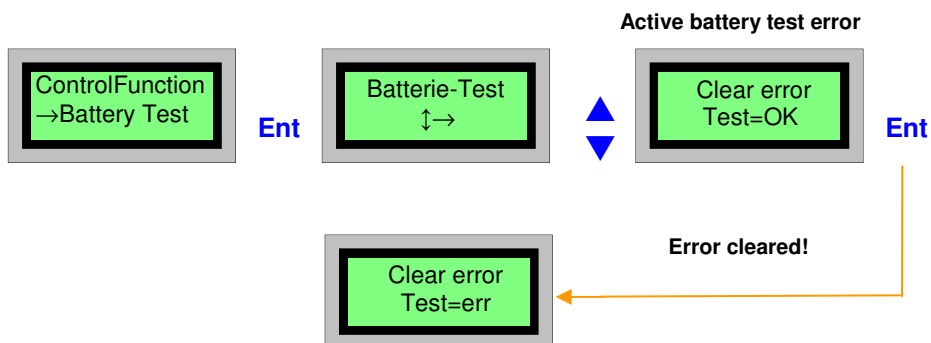 Active battery test error
ControlFunction
→Battery Test
Ent
Batterie-Test
↕→
Clear error
Test=OK
Ent
Error cleared!
Clear error
Test=err